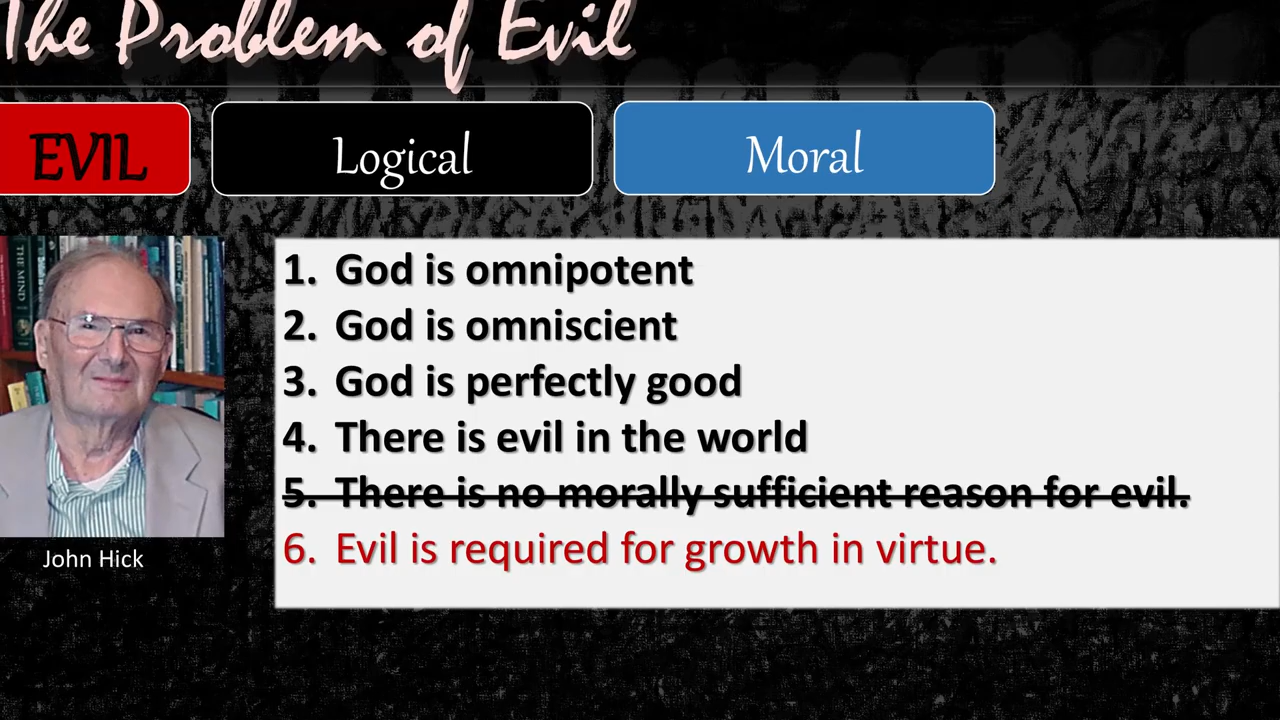 The Problem of Evil
EVIL
Logical
Moral
1. God is omnipotent
2. God is omniscient
3. God is perfectly good
4. There is evil in the world
5. There is no morally sufficient reason for evil.
6. Evil is required for growth in virtue.
THE MIND
John Hick